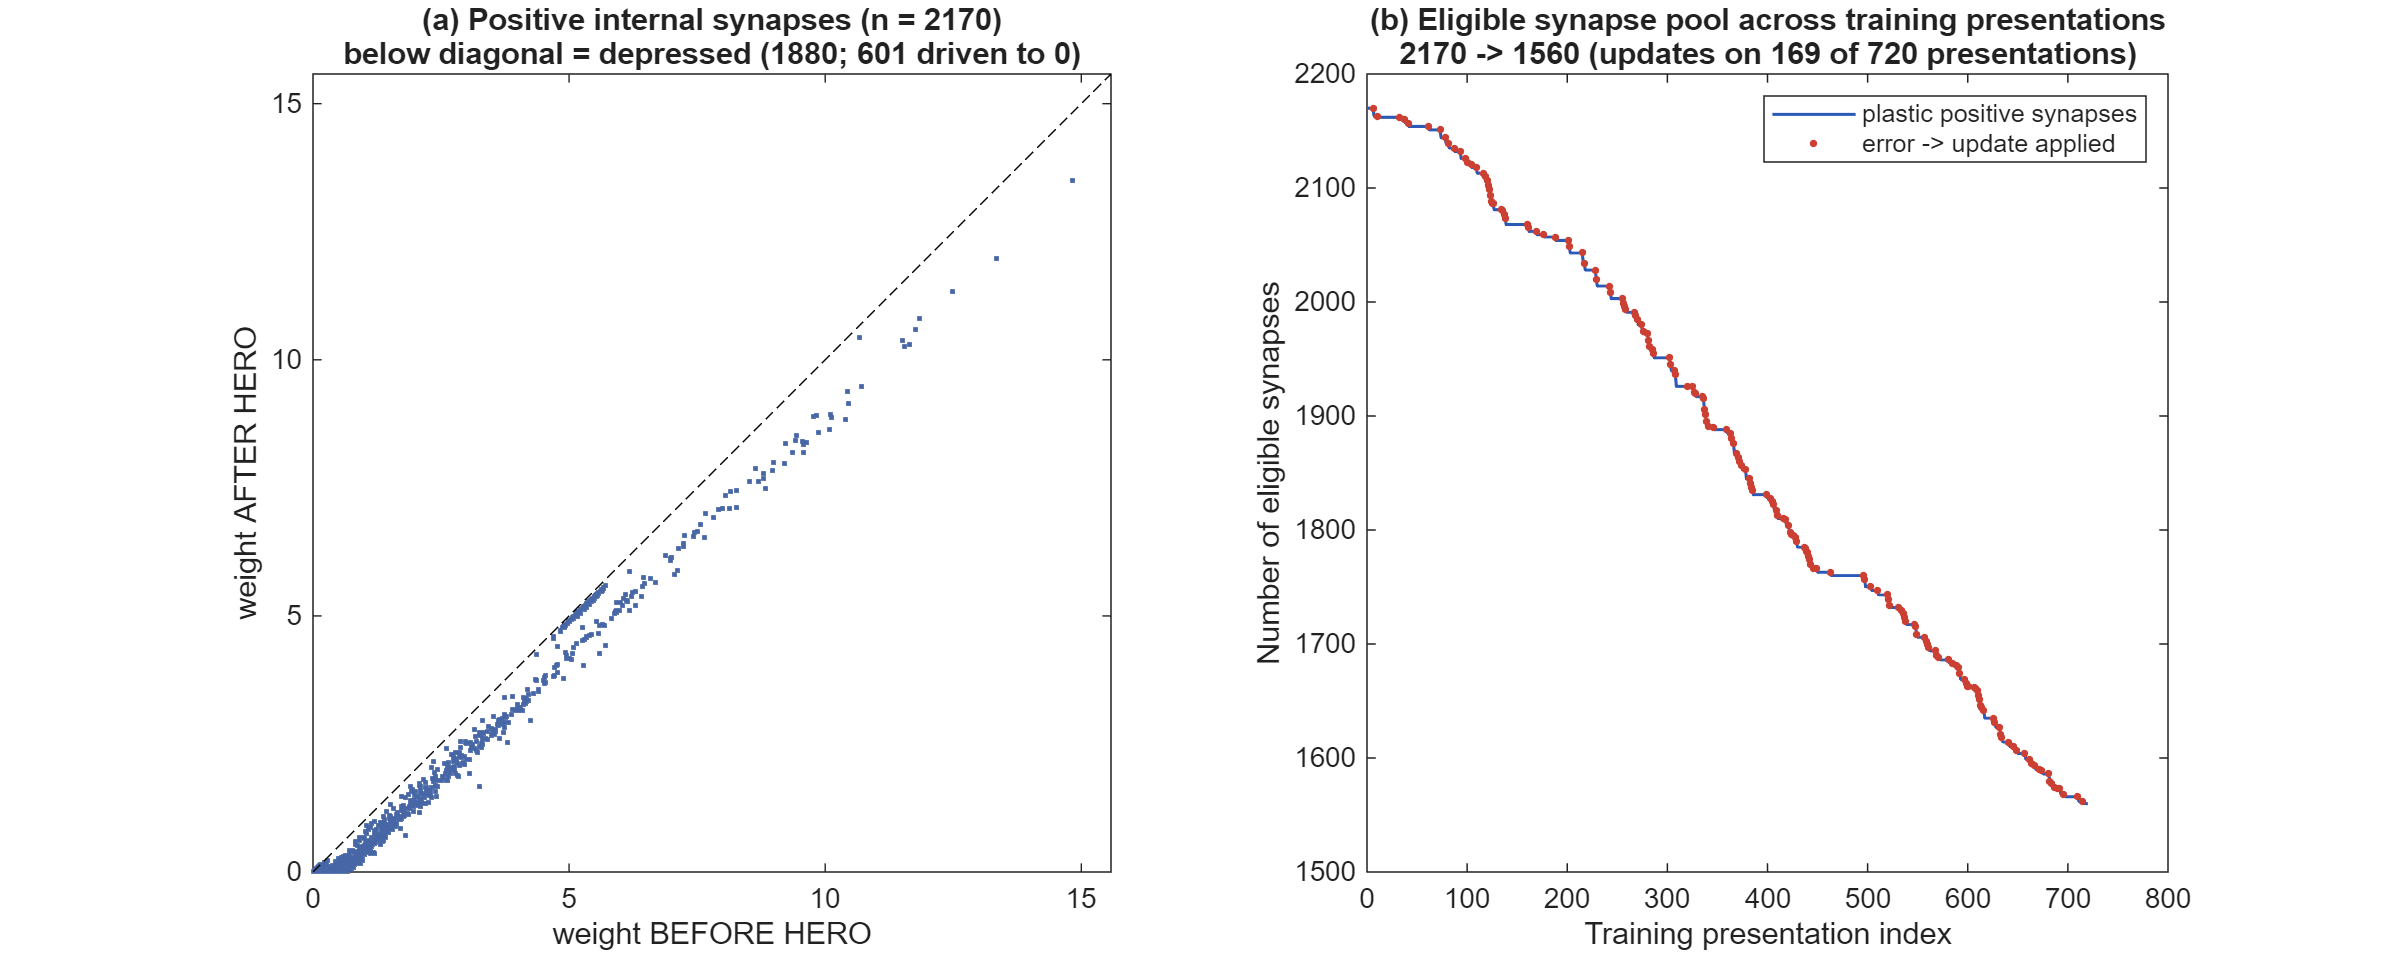 (a) Positive internal synapses (n = 2170)
below diagonal = depressed (1880; 601 driven to 0)
15
10
5
0
0
5
10
15
weight AFTER HERO
weight BEFORE HERO
(b) Eligible synapse pool across training presentations
2170 -> 1560 (updates on 169 of 720 presentations)
plastic positive synapses
error -> update applied
2200
2100
2000
1900
1800
1700
1600
1500
0
100
200
300
400
500
600
700
800
Number of eligible synapses
Training presentation index